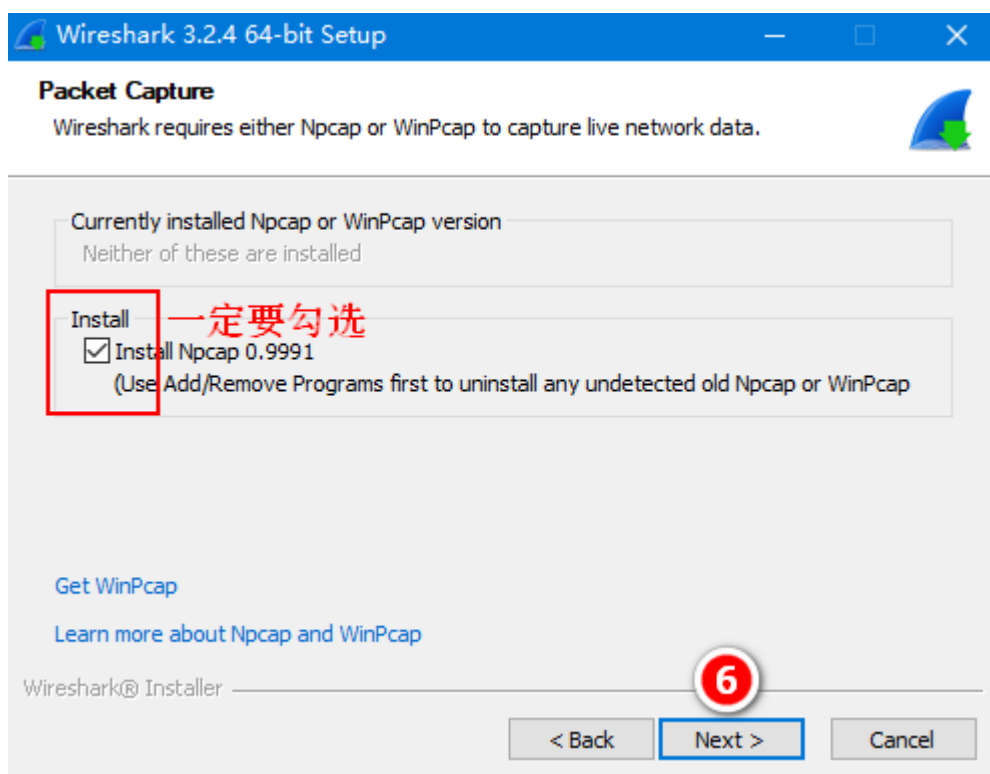 Wireshark 3.2.4 64-bit Setup
Packet Capture
Wireshark requires either Npcap or WinPcap to capture live network data.
Currently installed Npcap or WinPcap version
Neither of these are installed
Install 一定要勾选
Install Npcap 0.9991
(Use Add/Remove Programs first to uninstall any undetected old Npcap or WinPcap
Get WinPcap
Learn more about Npcap and WinPcap
Wireshark® Installer
6
< Back Next > Cancel